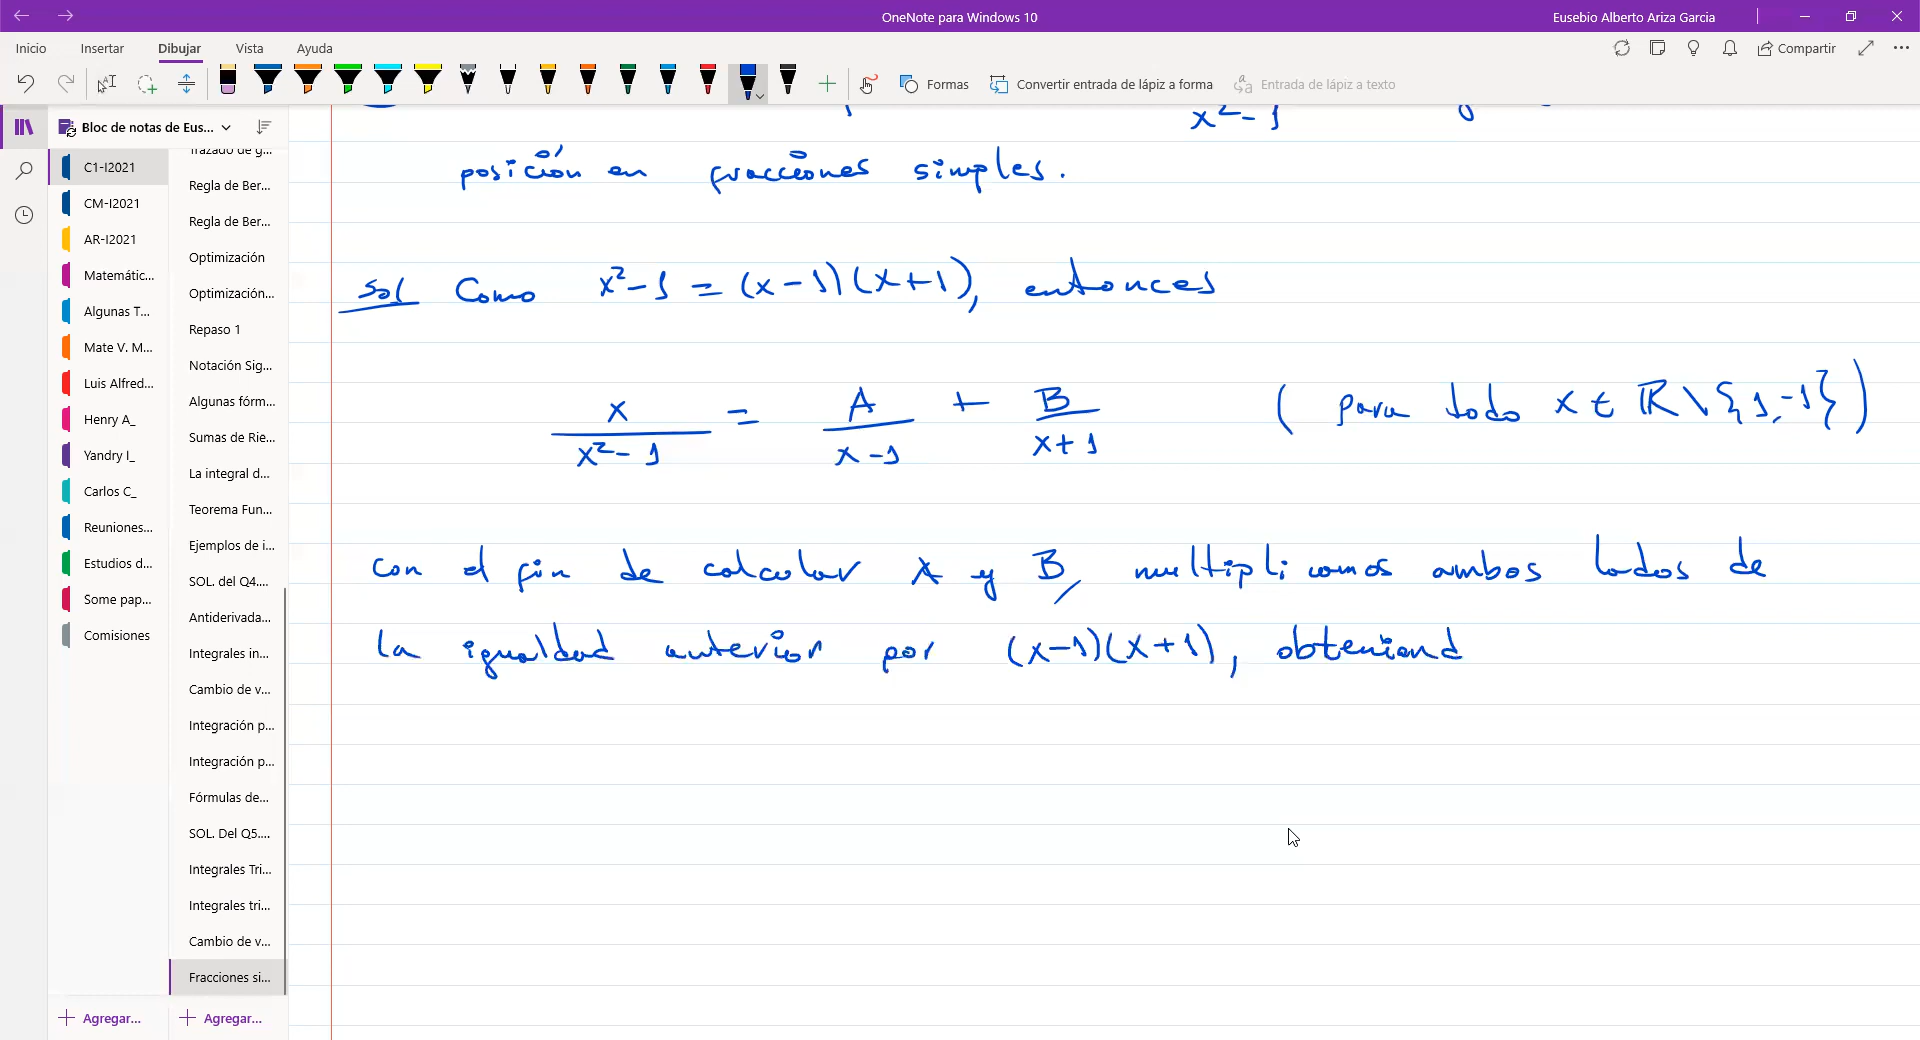 OneNote para Windows 10
Eusebio Alberto Ariza Garcia
Inicio Insertar Dibujar Vista Ayuda
Compartir
Formas
Convertir entrada de lápiz a forma
Entrada de lápiz a texto
Bloc de notas de Eus...
C1-I2021
CM-I2021
AR-I2021
Matemátic...
Algunas T...
Mate V. M...
Luis Alfred...
Henry A_
Yandry I_
Carlos C_
Reuniones...
Estudios d...
Some pap...
Comisiones
Agregar...
Trazado de g...
Regla de Ber...
Regla de Ber...
Optimización
Optimización...
Repaso 1
Notación Sig...
Algunas fórm...
Sumas de Rie...
La integral d...
Teorema Fun...
Ejemplos de i...
SOL. del Q4....
Antiderivada...
Integrales in...
Cambio de v...
Integración p...
Integración p...
Fórmulas de...
SOL. Del Q5....
Integrales Tri...
Integrales tri...
Cambio de v...
Fracciones si...
Agregar...
x²-1
posición en fracciones simples.
Sol Como x²-1 = (x-1)(x+1), entonces
x/(x²-1) = A/(x-1) + B/(x+1) (para todo x ∈ ℝ\{1,-1})
con el fin de calcular A y B, multiplicamos ambos lados de
la igualdad anterior por (x-1)(x+1), obteniend